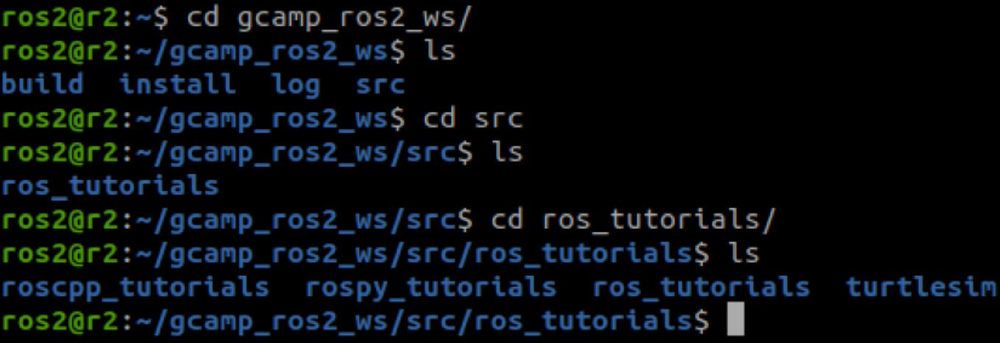 ros2@r2:~$ cd gcamp_ros2_ws/
ros2@r2:~/gcamp_ros2_ws$ ls
build  install  log  src
ros2@r2:~/gcamp_ros2_ws$ cd src
ros2@r2:~/gcamp_ros2_ws/src$ ls
ros_tutorials
ros2@r2:~/gcamp_ros2_ws/src$ cd ros_tutorials/
ros2@r2:~/gcamp_ros2_ws/src/ros_tutorials$ ls
roscpp_tutorials  rospy_tutorials  ros_tutorials  turtlesim
ros2@r2:~/gcamp_ros2_ws/src/ros_tutorials$